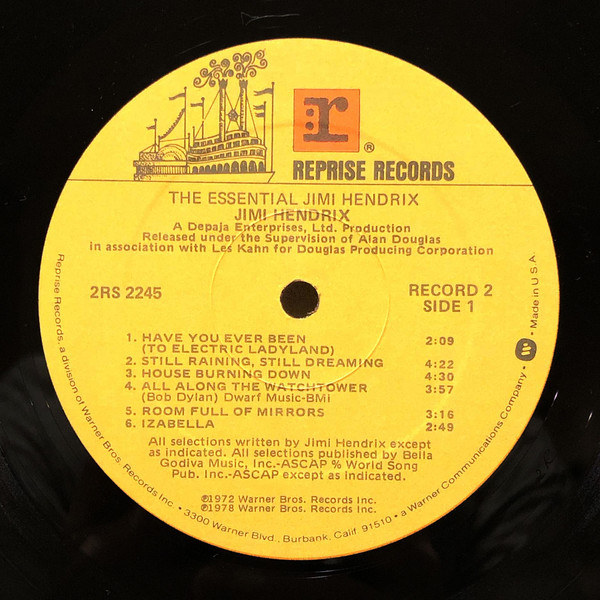 r
®
REPRISE RECORDS
THE ESSENTIAL JIMI HENDRIX
JIMI HENDRIX
A Depaja Enterprises, Ltd. Production
Released under the Supervision of Alan Douglas
in association with Les Kahn for Douglas Producing Corporation
2RS 2245
RECORD 2
SIDE 1
1. HAVE YOU EVER BEEN
(TO ELECTRIC LADYLAND) 2:09
2. STILL RAINING, STILL DREAMING 4:22
3. HOUSE BURNING DOWN 4:30
4. ALL ALONG THE WATCHTOWER 3:57
(Bob Dylan) Dwarf Music-BMi
5. ROOM FULL OF MIRRORS 3:16
6. IZABELLA 2:49
All selections written by Jimi Hendrix except
as indicated. All selections published by Bella
Godiva Music, Inc.-ASCAP % World Song
Pub. Inc.-ASCAP except as indicated.
℗1972 Warner Bros. Records Inc.
℗1978 Warner Bros. Records Inc.
Reprise Records, a division of Warner Bros. Records Inc. • 3300 Warner Blvd., Burbank, Calif. 91510 • a Warner Communications Company. • W • Made in U.S.A.